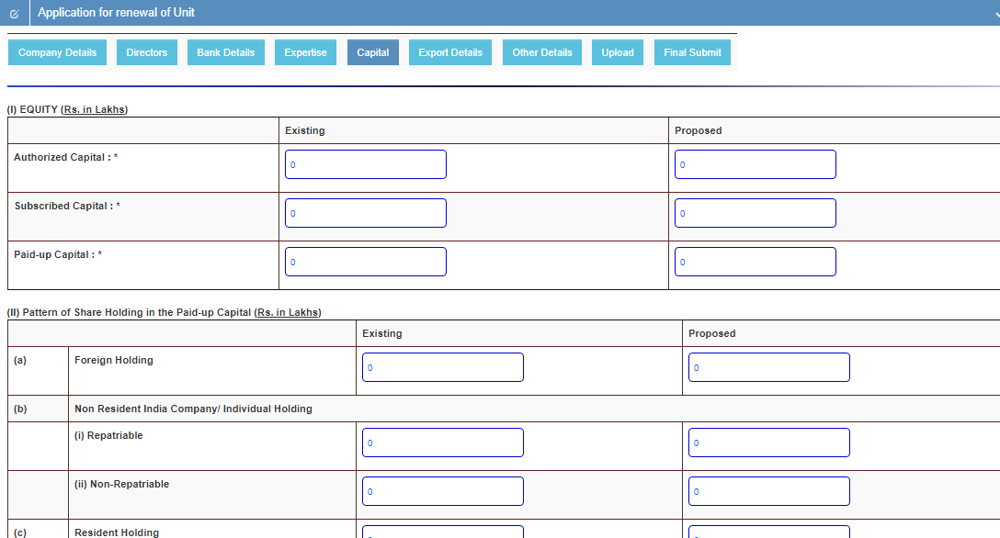 Application for renewal of Unit
Company Details Directors Bank Details Expertise Capital Export Details Other Details Upload Final Submit
(I) EQUITY (Rs. in Lakhs)
Existing Proposed
Authorized Capital : * 0 0
Subscribed Capital : * 0 0
Paid-up Capital : * 0 0
(II) Pattern of Share Holding in the Paid-up Capital (Rs. in Lakhs)
Existing Proposed
(a) Foreign Holding 0 0
(b) Non Resident India Company/ Individual Holding
(i) Repatriable 0 0
(ii) Non-Repatriable 0 0
(c) Resident Holding